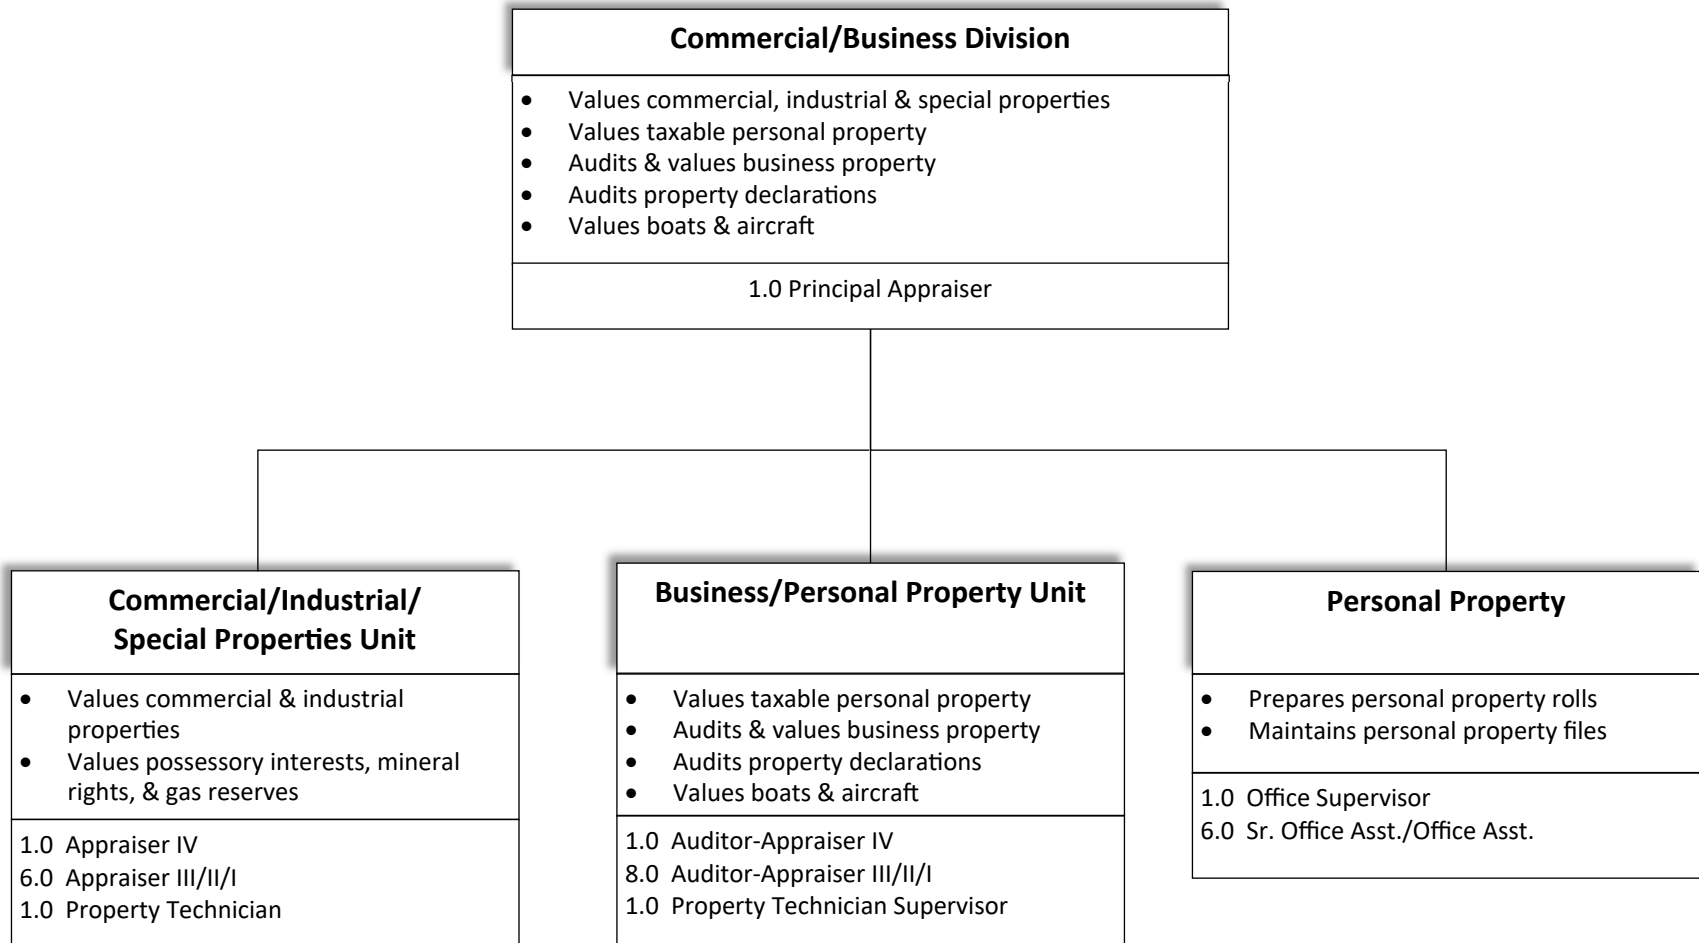 Commercial/Business Division
• Values commercial, industrial & special properties
• Values taxable personal property
• Audits & values business property
• Audits property declarations
• Values boats & aircraft
1.0 Principal Appraiser
Commercial/Industrial/
Special Properties Unit
• Values commercial & industrial
properties
• Values possessory interests, mineral
rights, & gas reserves
1.0 Appraiser IV
6.0 Appraiser III/II/I
1.0 Property Technician
Business/Personal Property Unit
• Values taxable personal property
• Audits & values business property
• Audits property declarations
• Values boats & aircraft
1.0 Auditor-Appraiser IV
8.0 Auditor-Appraiser III/II/I
1.0 Property Technician Supervisor
Personal Property
• Prepares personal property rolls
• Maintains personal property files
1.0 Office Supervisor
6.0 Sr. Office Asst./Office Asst.